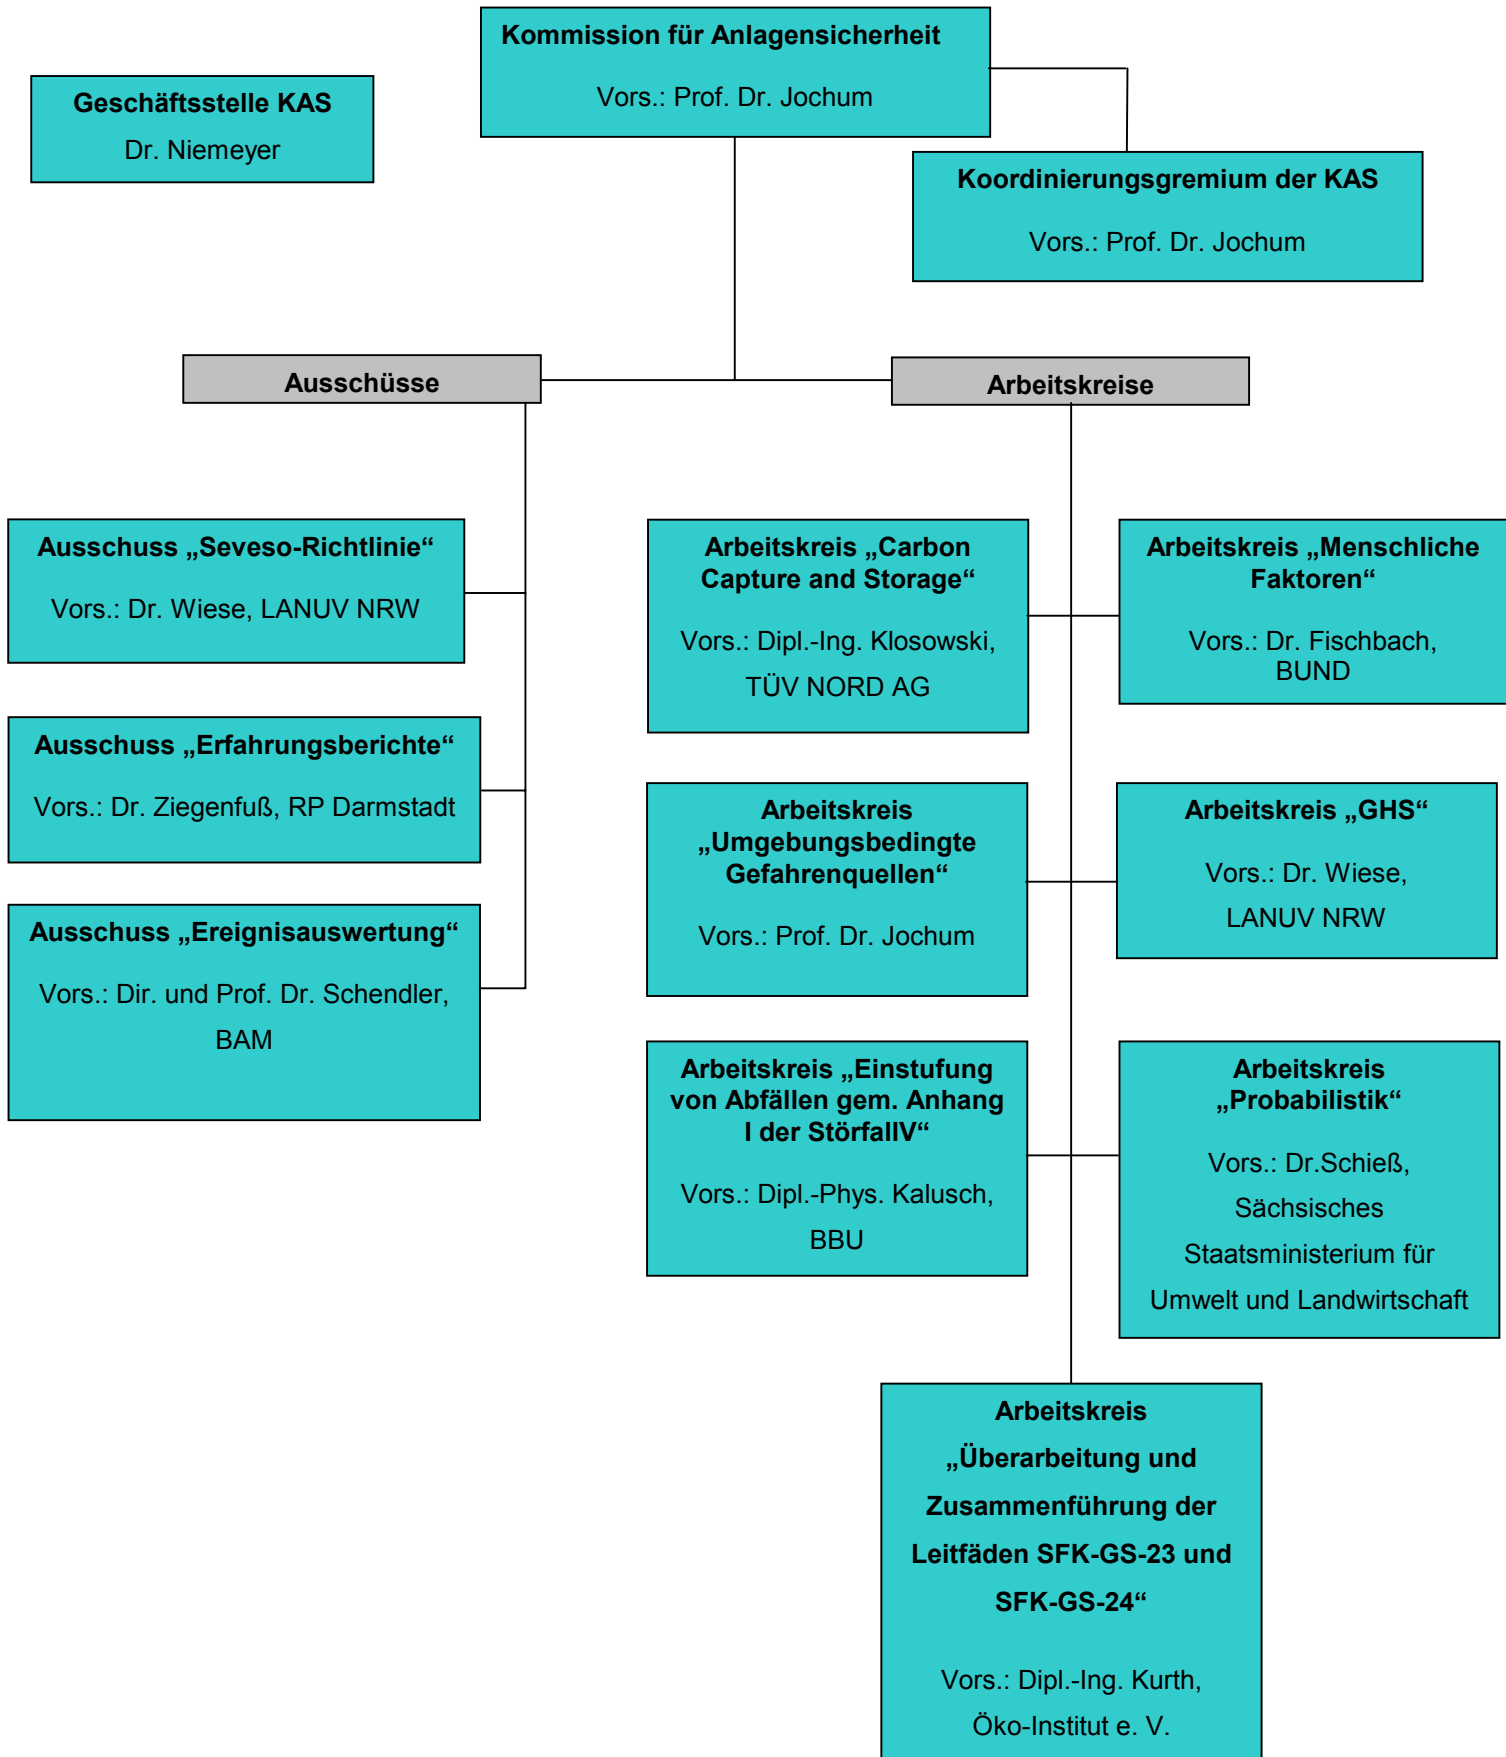 Kommission für Anlagensicherheit
Vors.: Prof. Dr. Jochum
Geschäftsstelle KAS
Dr. Niemeyer
Koordinierungsgremium der KAS
Vors.: Prof. Dr. Jochum
Ausschüsse
Arbeitskreise
Ausschuss „Seveso-Richtlinie“
Vors.: Dr. Wiese, LANUV NRW
Ausschuss „Erfahrungsberichte“
Vors.: Dr. Ziegenfuß, RP Darmstadt
Ausschuss „Ereignisauswertung“
Vors.: Dir. und Prof. Dr. Schendler,
BAM
Arbeitskreis „Carbon
Capture and Storage“
Vors.: Dipl.-Ing. Klosowski,
TÜV NORD AG
Arbeitskreis „Menschliche
Faktoren“
Vors.: Dr. Fischbach,
BUND
Arbeitskreis
„Umgebungsbedingte
Gefahrenquellen“
Vors.: Prof. Dr. Jochum
Arbeitskreis „GHS“
Vors.: Dr. Wiese,
LANUV NRW
Arbeitskreis „Einstufung
von Abfällen gem. Anhang
I der StörfallV“
Vors.: Dipl.-Phys. Kalusch,
BBU
Arbeitskreis
„Probabilistik“
Vors.: Dr.Schieß,
Sächsisches
Staatsministerium für
Umwelt und Landwirtschaft
Arbeitskreis
„Überarbeitung und
Zusammenführung der
Leitfäden SFK-GS-23 und
SFK-GS-24“
Vors.: Dipl.-Ing. Kurth,
Öko-Institut e. V.